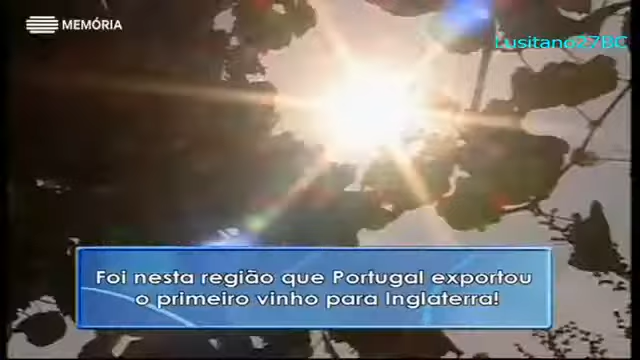 MEMÓRIA
Lusitano27BC
Foi nesta região que Portugal exportou
o primeiro vinho para Inglaterra!